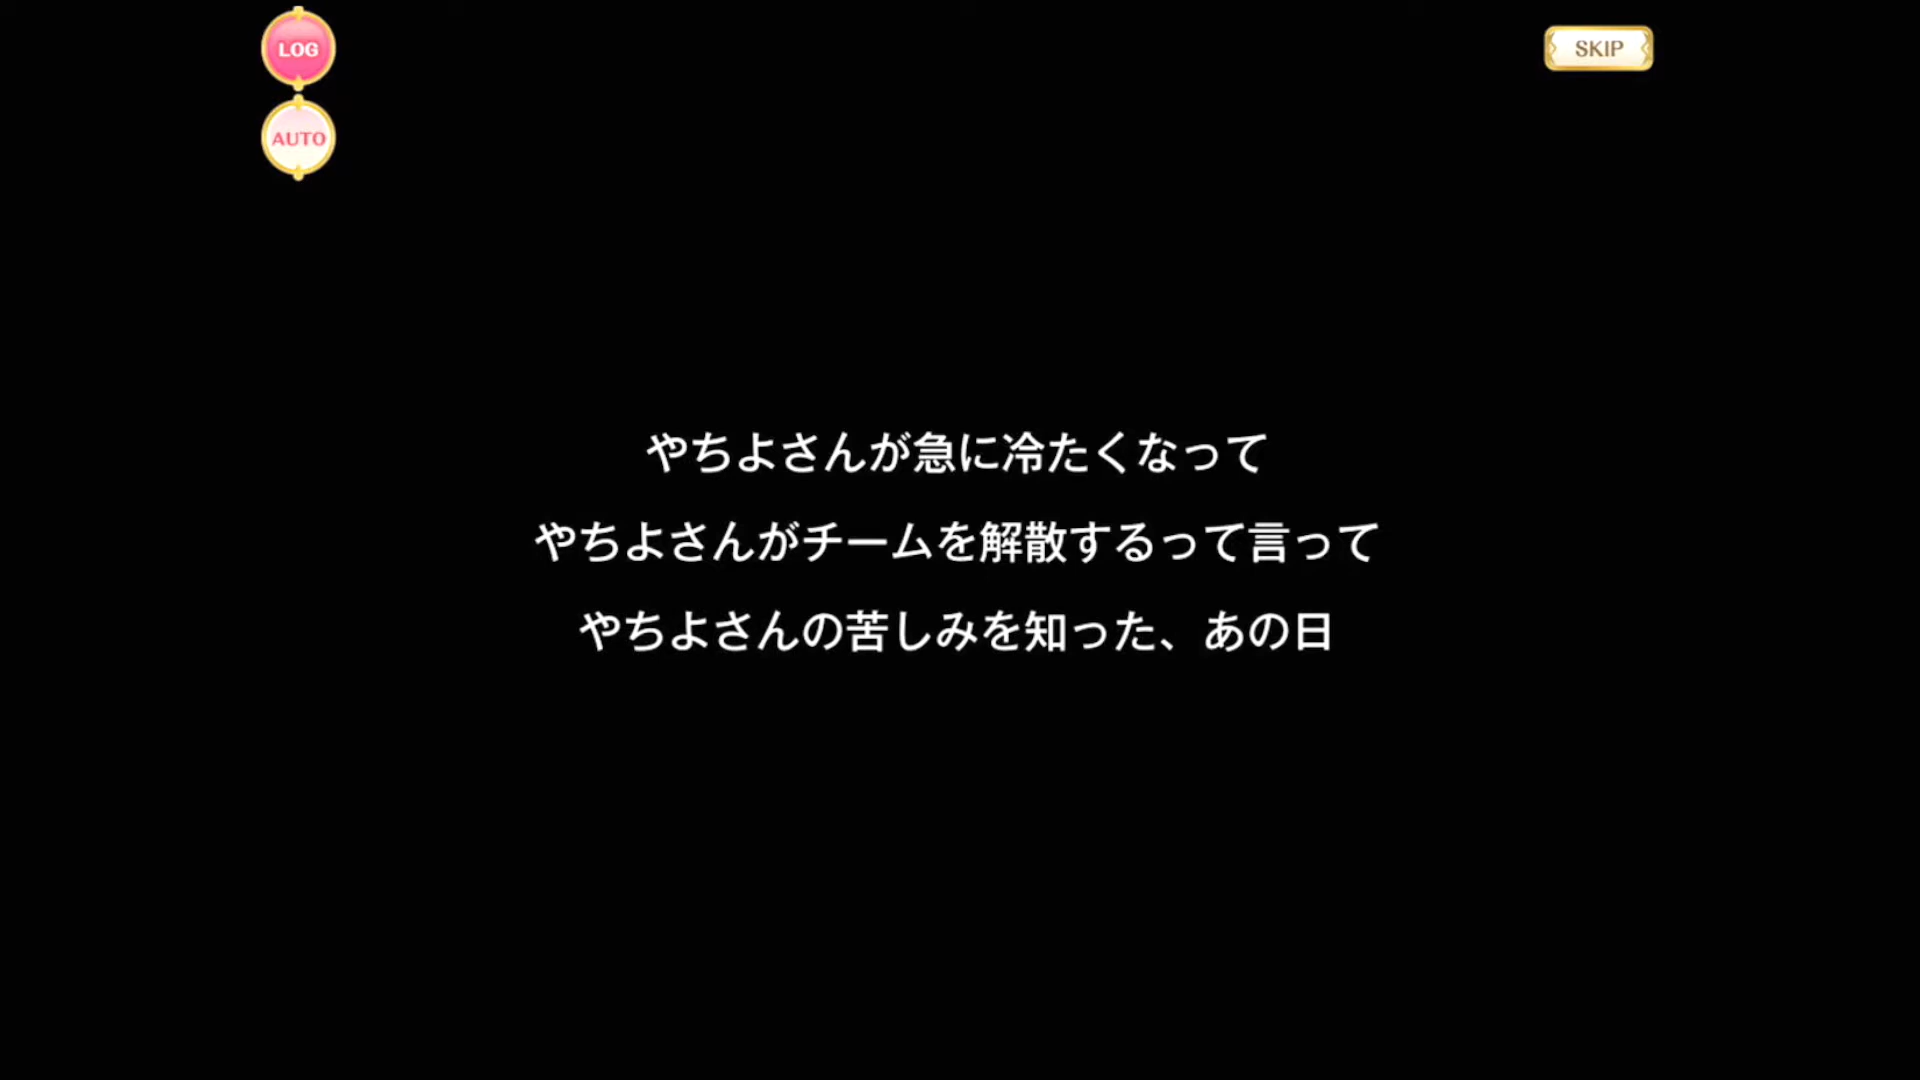 LOG
SKIP
AUTO
やちよさんが急に冷たくなって
やちよさんがチームを解散するって言って
やちよさんの苦しみを知った、あの日